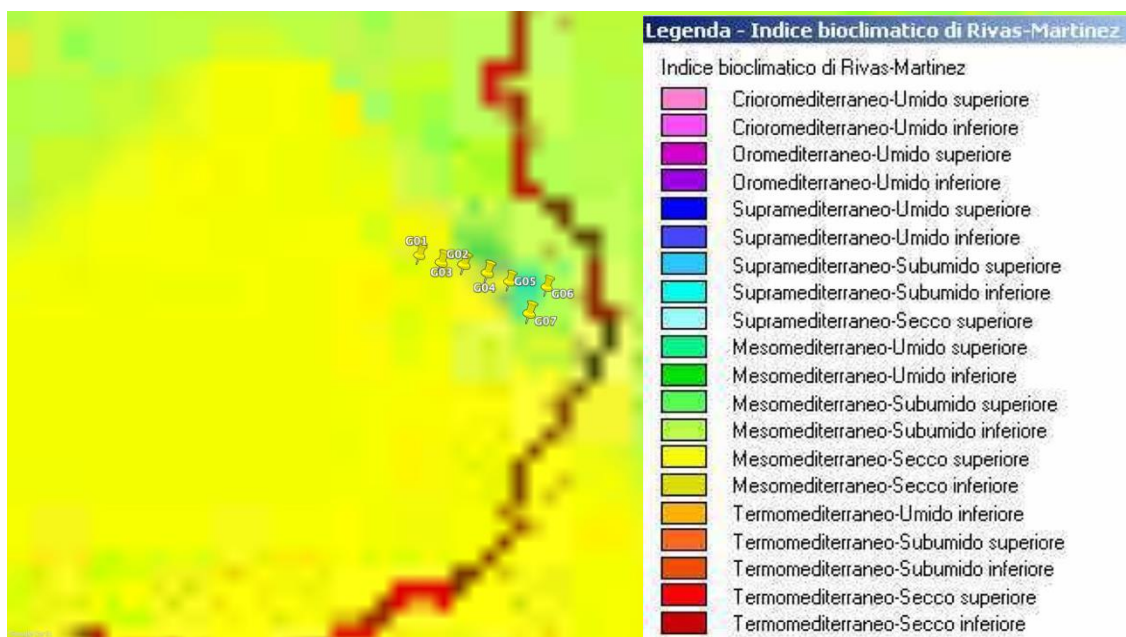 G01
G02
G03
G04
G05
G06
G07
Legenda - Indice bioclimatico di Rivas-Martinez
Indice bioclimatico di Rivas-Martinez
Crioromediterraneo-Umido superiore
Crioromediterraneo-Umido inferiore
Oromediterraneo-Umido superiore
Oromediterraneo-Umido inferiore
Supramediterraneo-Umido superiore
Supramediterraneo-Umido inferiore
Supramediterraneo-Subumido superiore
Supramediterraneo-Subumido inferiore
Supramediterraneo-Secco superiore
Mesomediterraneo-Umido superiore
Mesomediterraneo-Umido inferiore
Mesomediterraneo-Subumido superiore
Mesomediterraneo-Subumido inferiore
Mesomediterraneo-Secco superiore
Mesomediterraneo-Secco inferiore
Termomediterraneo-Umido inferiore
Termomediterraneo-Subumido superiore
Termomediterraneo-Subumido inferiore
Termomediterraneo-Secco superiore
Termomediterraneo-Secco inferiore